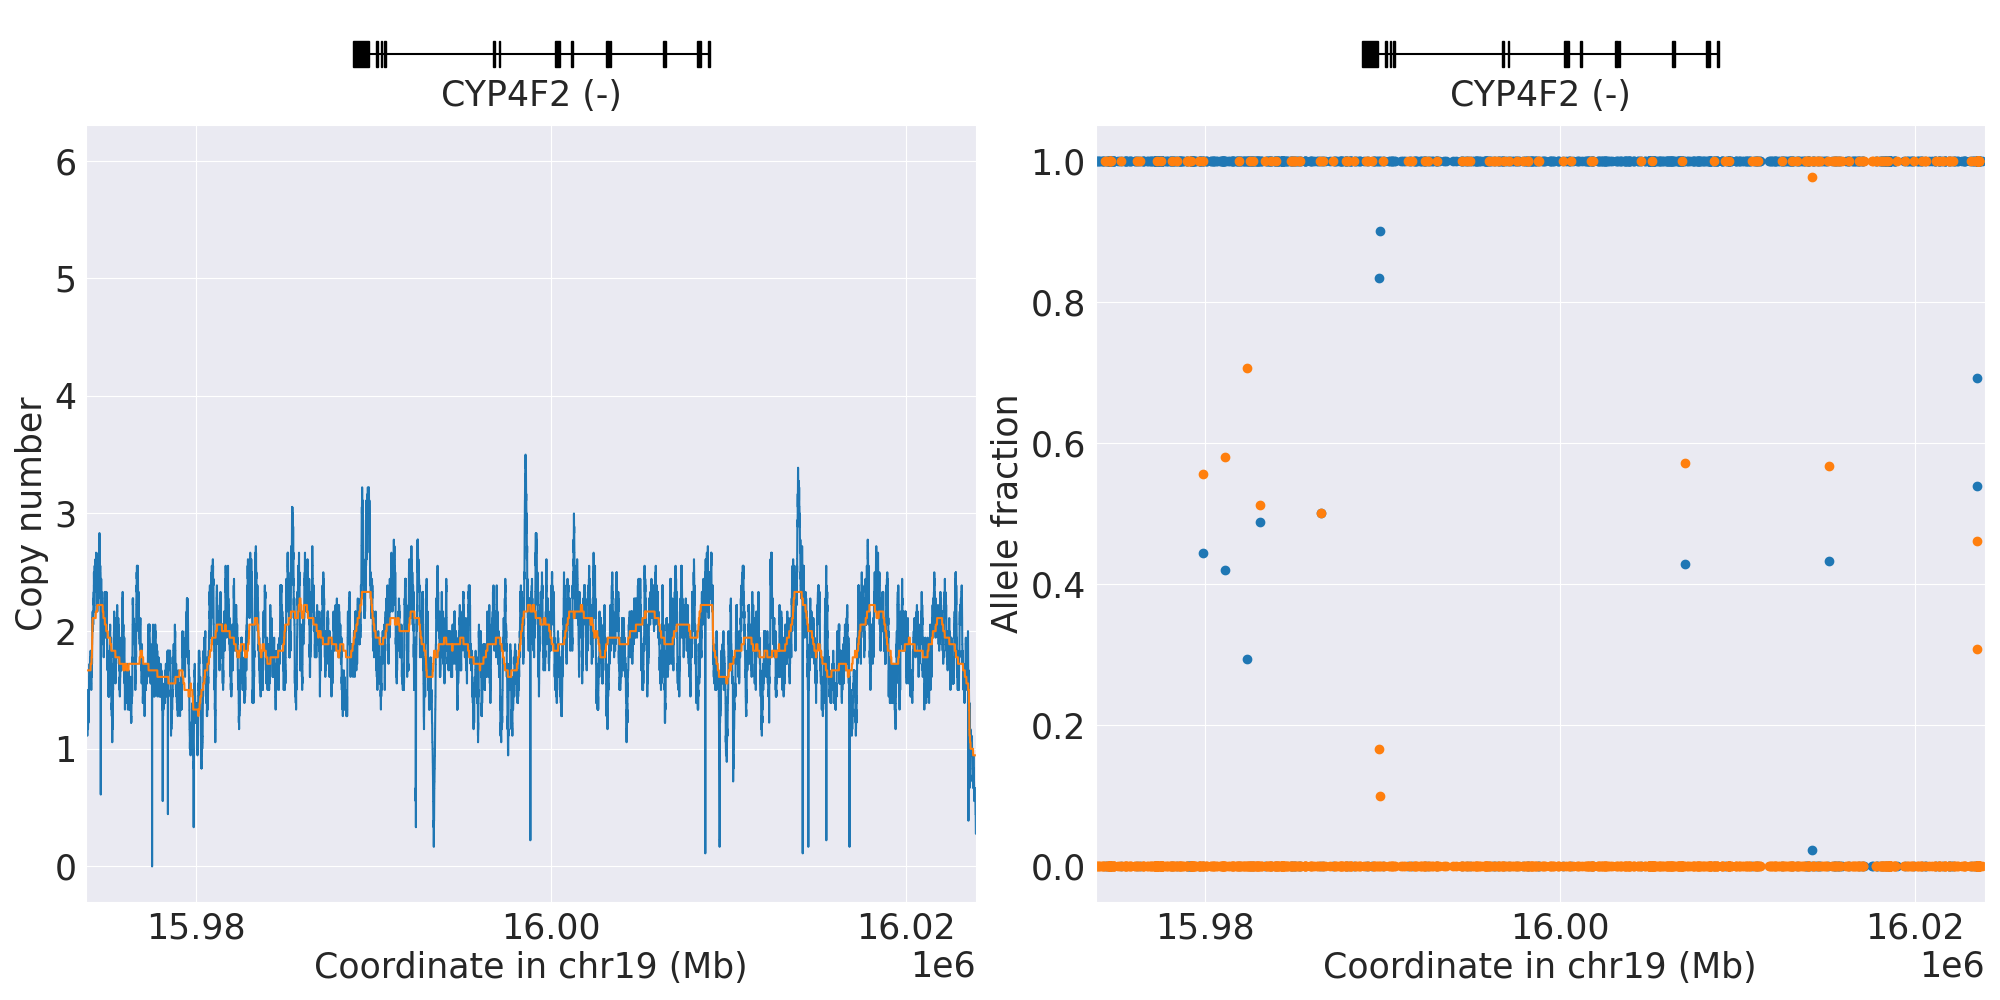 CYP4F2 (-)
6
5
4
3
2
1
0
Copy number
15.98
16.00
16.02
Coordinate in chr19 (Mb)
1e6
CYP4F2 (-)
1.0
0.8
0.6
0.4
0.2
0.0
Allele fraction
15.98
16.00
16.02
Coordinate in chr19 (Mb)
1e6